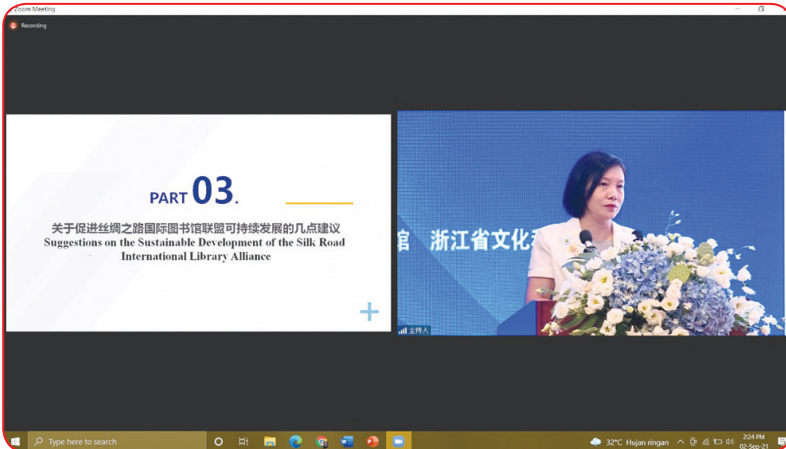 Zoom Meeting
Recording
PART 03.
关于促进丝绸之路国际图书馆联盟可持续发展的几点建议
Suggestions on the Sustainable Development of the Silk Road
International Library Alliance
馆 浙江省文化和
主持人
Type here to search
32°C Hujan ringan
2:24 PM
02-Sep-21